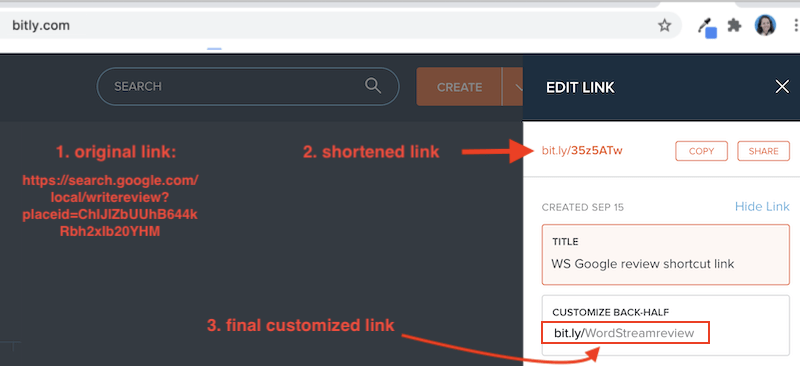 bitly.com
SEARCH
CREATE
EDIT LINK
1. original link:
https://search.google.com/
local/writereview?
placeid=ChIJlZbUUhB644k
Rbh2xIb20YHM
2. shortened link
bit.ly/35z5ATw
COPY
SHARE
CREATED SEP 15
Hide Link
TITLE
WS Google review shortcut link
CUSTOMIZE BACK-HALF
bit.ly/WordStreamreview
3. final customized link